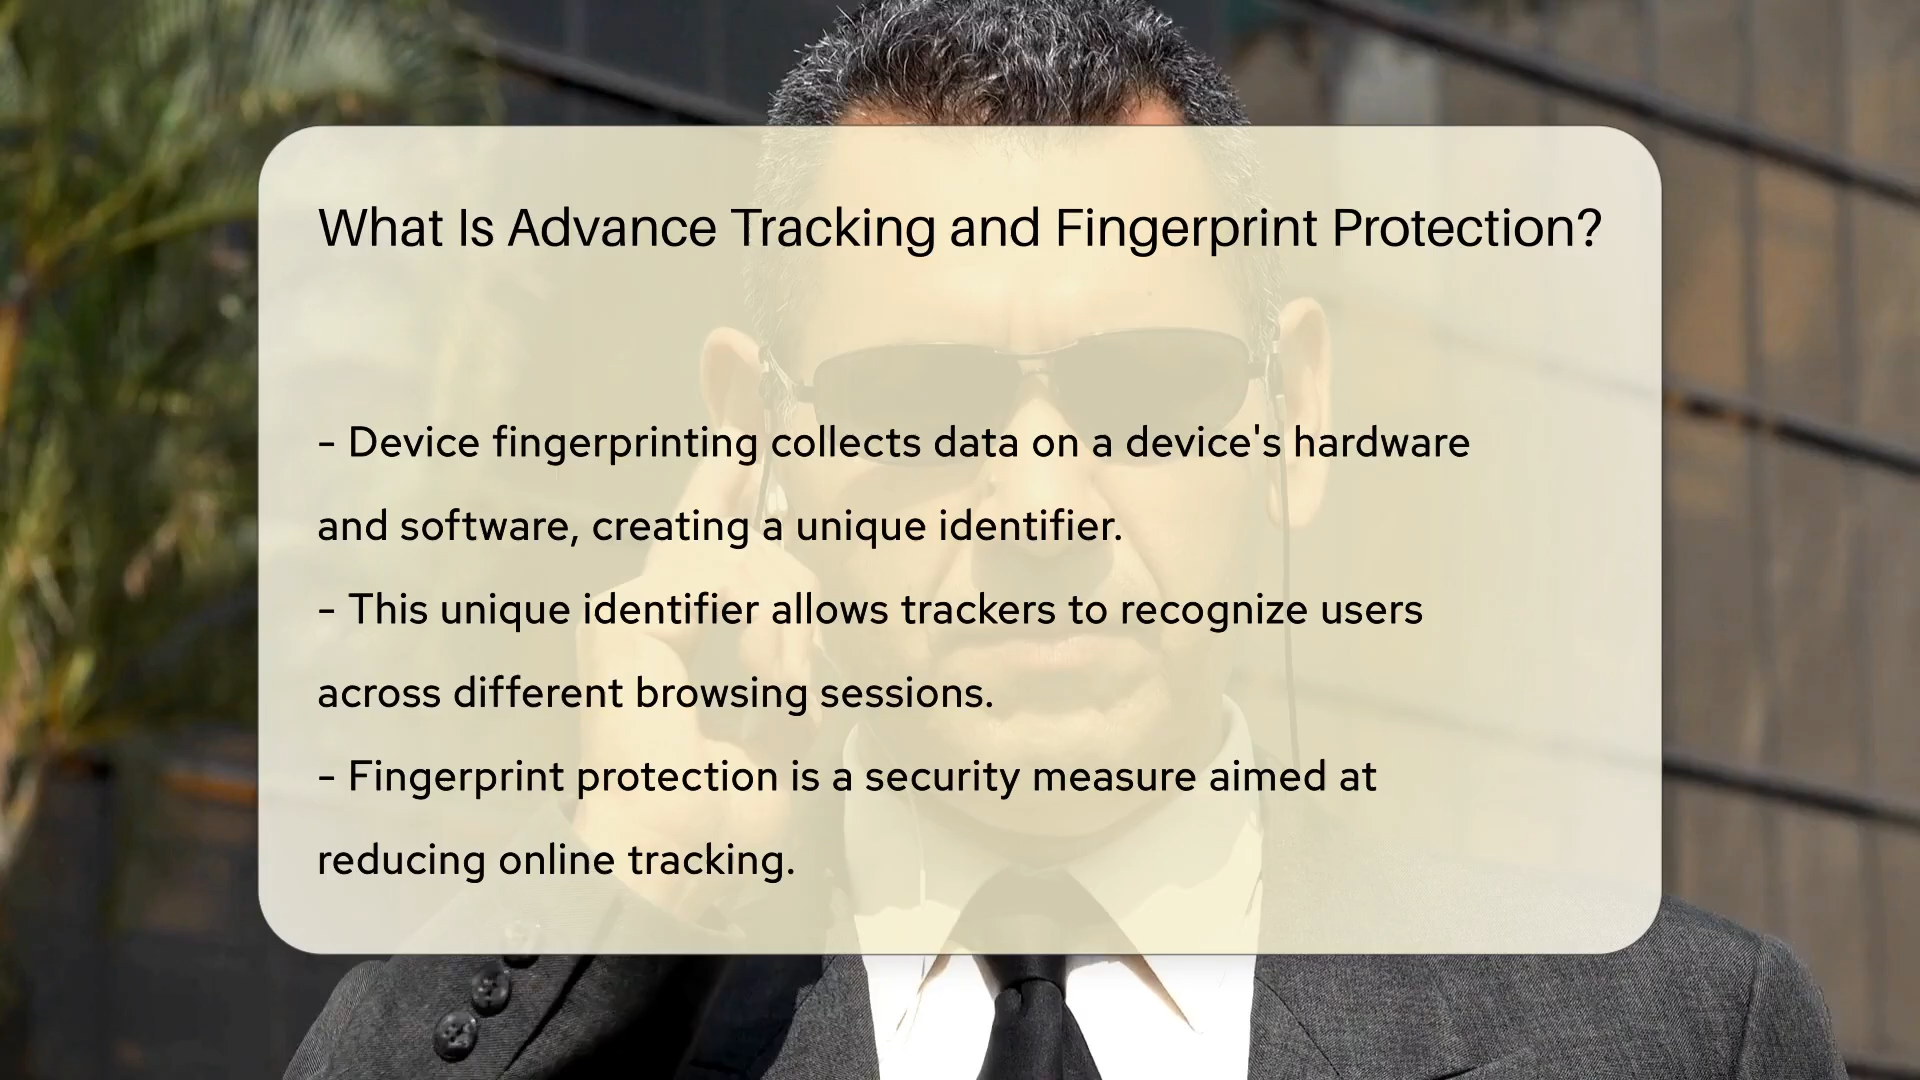 What Is Advance Tracking and Fingerprint Protection?
- Device fingerprinting collects data on a device's hardware
and software, creating a unique identifier.
- This unique identifier allows trackers to recognize users
across different browsing sessions.
- Fingerprint protection is a security measure aimed at
reducing online tracking.